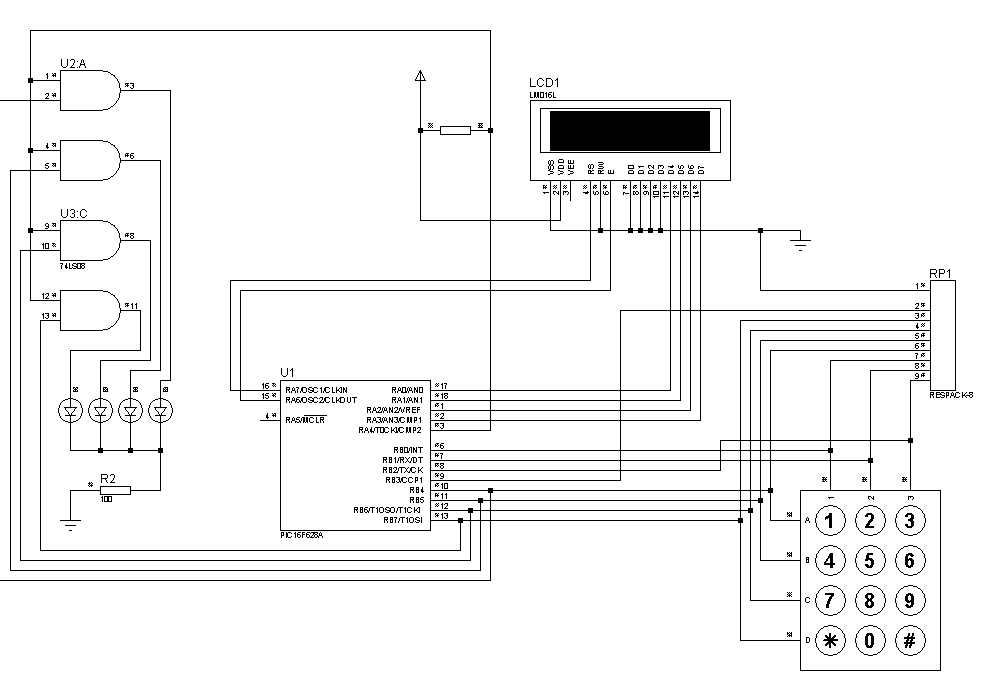 U2:A
1
2
3
4
5
6
U3:C
9
10
8
74LS08
12
13
11
R2
100
LCD1
LM016L
VSS
VDD
VEE
RS
RW
E
D0
D1
D2
D3
D4
D5
D6
D7
1
2
3
4
5
6
7
8
9
10
11
12
13
14
U1
16 RA7/OSC1/CLKIN
15 RA6/OSC2/CLKOUT
4 RA5/MCLR
RA0/AN0 17
RA1/AN1 18
RA2/AN2/VREF 1
RA3/AN3/CMP1 2
RA4/T0CKI/CMP2 3
RB0/INT 6
RB1/RX/DT 7
RB2/TX/CK 8
RB3/CCP1 9
RB4 10
RB5 11
RB6/T1OSO/T1CKI 12
RB7/T1OSI 13
PIC16F628A
RP1
1
2
3
4
5
6
7
8
9
RESPACK-8
1 2 3
A 1 2 3
B 4 5 6
C 7 8 9
D * 0 #